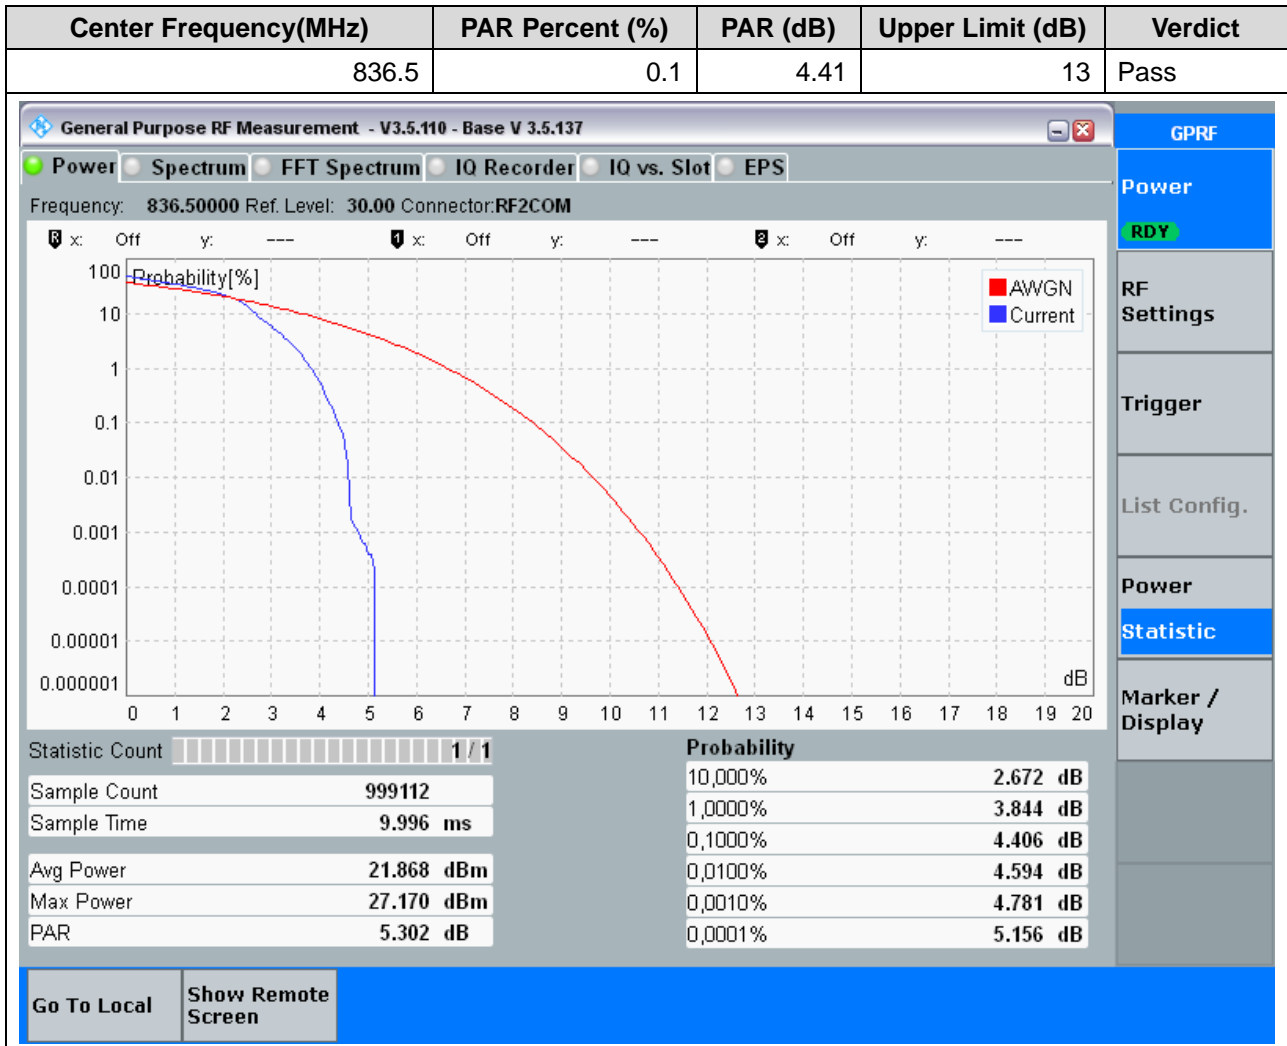 Center Frequency(MHz) PAR Percent (%) PAR (dB) Upper Limit (dB) Verdict
836.5 0.1 4.41 13 Pass
General Purpose RF Measurement - V3.5.110 - Base V 3.5.137
GPRF
Power Spectrum FFT Spectrum IQ Recorder IQ vs. Slot EPS
Power
RDY
Frequency: 836.50000 Ref. Level: 30.00 Connector:RF2COM
R x: Off y: --- 1 x: Off y: --- 2 x: Off y: ---
Probability[%]
AWGN
Current
100
10
1
0.1
0.01
0.001
0.0001
0.00001
0.000001
dB
0 1 2 3 4 5 6 7 8 9 10 11 12 13 14 15 16 17 18 19 20
RF
Settings
Trigger
List Config.
Power
Statistic
Marker /
Display
Statistic Count 1 / 1
Sample Count 999112
Sample Time 9.996 ms
Avg Power 21.868 dBm
Max Power 27.170 dBm
PAR 5.302 dB
Probability
10,000% 2.672 dB
1,0000% 3.844 dB
0,1000% 4.406 dB
0,0100% 4.594 dB
0,0010% 4.781 dB
0,0001% 5.156 dB
Go To Local
Show Remote
Screen